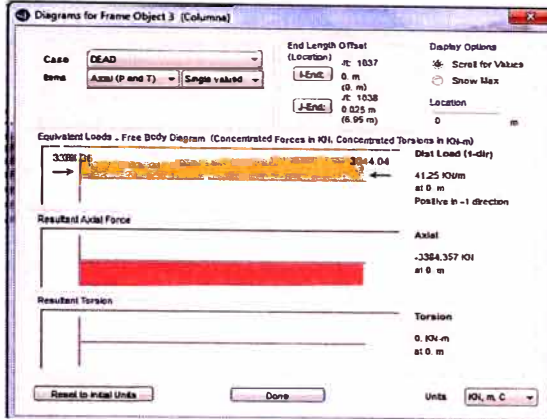 Diagrams for Frame Object 3 (Columna)
Case DEAD
Items Axial (P and T) Single valued
End Length Offset
(Location)
I-End: Jt: 1037
0. m
(0. m)
J-End: Jt: 1038
0.025 m
(6.95 m)
Display Options
Scroll for Values
Show Max
Location
0 m
Equivalent Loads - Free Body Diagram (Concentrated Forces in KN, Concentrated Torsions in KN-m)
Dist Load (1-dir)
41.25 KN/m
at 0. m
Positive in -1 direction
Resultant Axial Force
Axial
-3384.357 KN
at 0. m
Resultant Torsion
Torsion
0. KN-m
at 0. m
Reset to Initial Units
Done
Units KN, m, C